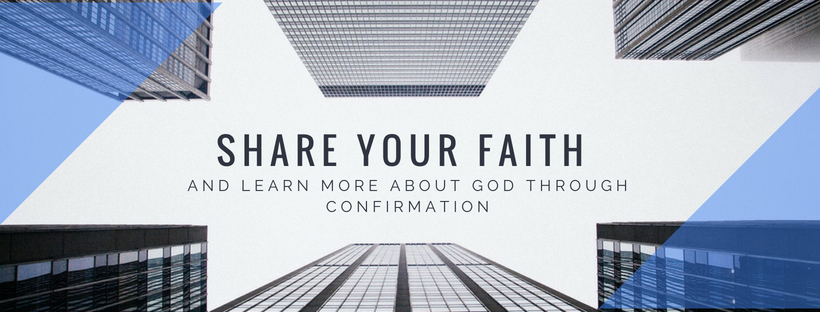 SHARE YOUR FAITH
AND LEARN MORE ABOUT GOD THROUGH
CONFIRMATION